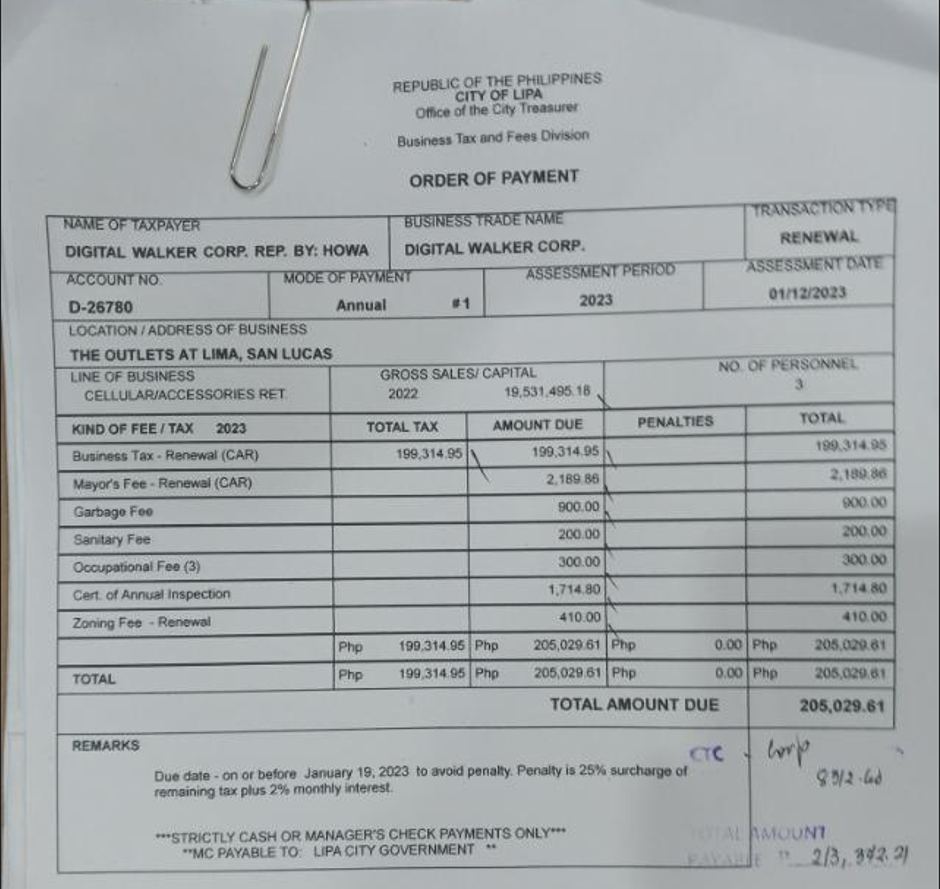 REPUBLIC OF THE PHILIPPINES
CITY OF LIPA
Office of the City Treasurer
Business Tax and Fees Division
ORDER OF PAYMENT
NAME OF TAXPAYER BUSINESS TRADE NAME TRANSACTION TYPE
DIGITAL WALKER CORP. REP. BY: HOWA DIGITAL WALKER CORP. RENEWAL
ACCOUNT NO. MODE OF PAYMENT ASSESSMENT PERIOD ASSESSMENT DATE
D-26780 Annual #1 2023 01/12/2023
LOCATION / ADDRESS OF BUSINESS
THE OUTLETS AT LIMA, SAN LUCAS
LINE OF BUSINESS GROSS SALES/ CAPITAL NO. OF PERSONNEL
CELLULAR/ACCESSORIES RET. 2022 19,531,495.18 3
KIND OF FEE / TAX 2023 TOTAL TAX AMOUNT DUE PENALTIES TOTAL
Business Tax - Renewal (CAR) 199,314.95 199,314.95 199,314.95
Mayor's Fee - Renewal (CAR) 2,189.86 2,189.86
Garbage Fee 900.00 900.00
Sanitary Fee 200.00 200.00
Occupational Fee (3) 300.00 300.00
Cert. of Annual Inspection 1,714.80 1,714.80
Zoning Fee - Renewal 410.00 410.00
Php 199,314.95 Php 205,029.61 Php 0.00 Php 205,029.61
TOTAL Php 199,314.95 Php 205,029.61 Php 0.00 Php 205,029.61
TOTAL AMOUNT DUE 205,029.61
REMARKS
CTC - Corp
Due date - on or before January 19, 2023 to avoid penalty. Penalty is 25% surcharge of
remaining tax plus 2% monthly interest.
***STRICTLY CASH OR MANAGER'S CHECK PAYMENTS ONLY***
**MC PAYABLE TO: LIPA CITY GOVERNMENT **
TOTAL AMOUNT
PAYABLE